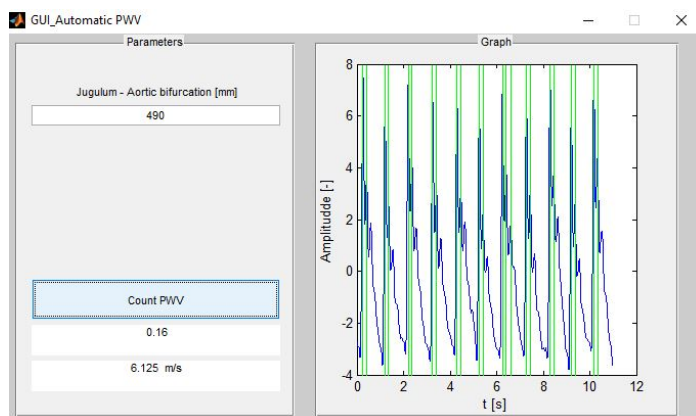 GUI_Automatic PWV
Parameters
Jugulum - Aortic bifurcation [mm]
490
Count PWV
0.16
6.125 m/s
Graph
8
6
4
2
0
-2
-4
Amplitudde [-]
0 2 4 6 8 10 12
t [s]